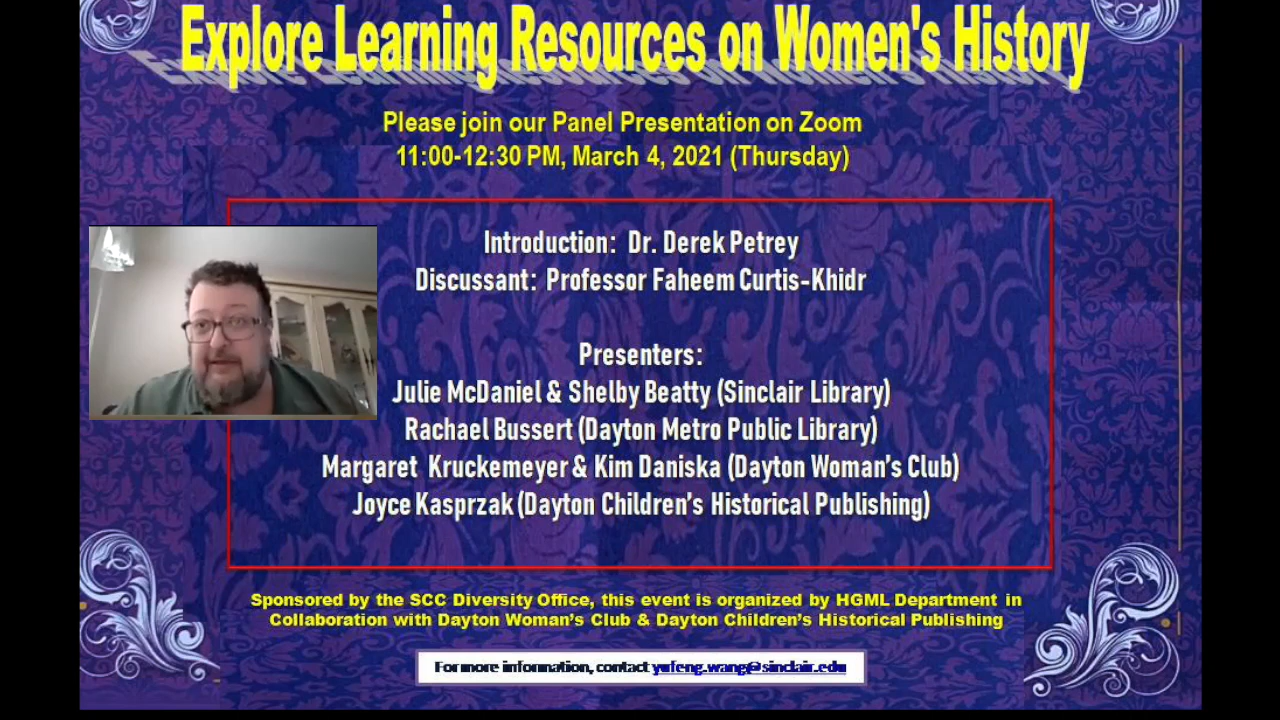 Explore Learning Resources on Women's History
Please join our Panel Presentation on Zoom
11:00-12:30 PM, March 4, 2021 (Thursday)
Introduction: Dr. Derek Petrey
Discussant: Professor Faheem Curtis-Khidr
Presenters:
Julie McDaniel & Shelby Beatty (Sinclair Library)
Rachael Bussert (Dayton Metro Public Library)
Margaret Kruckemeyer & Kim Daniska (Dayton Woman's Club)
Joyce Kasprzak (Dayton Children's Historical Publishing)
Sponsored by the SCC Diversity Office, this event is organized by HGML Department in
Collaboration with Dayton Woman's Club & Dayton Children's Historical Publishing
For more information, contact yufeng.wang@sinclair.edu